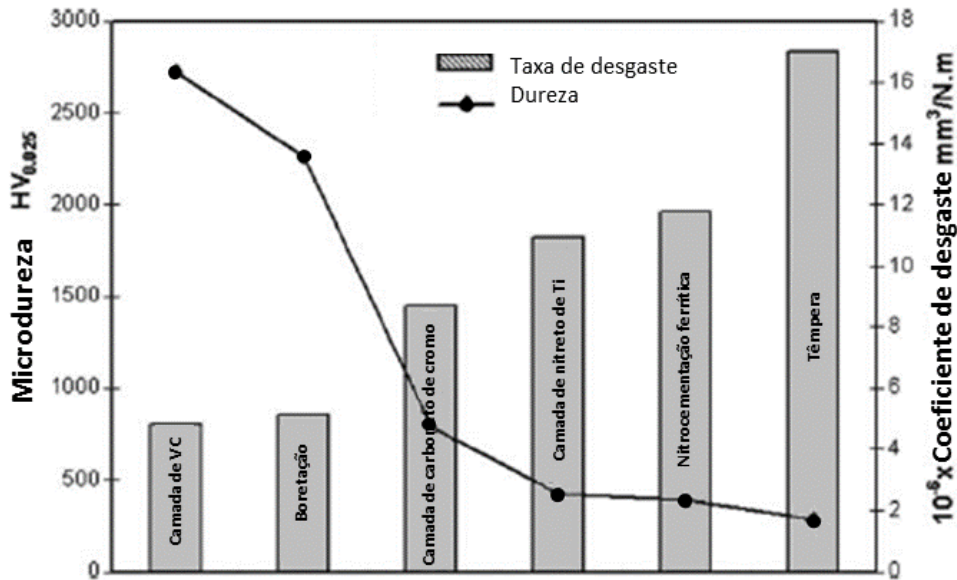 3000
2500
2000
1500
1000
500
0
Microdureza HV0.025
Taxa de desgaste
Dureza
Camada de VC
Boretação
Camada de carboneto de cromo
Camada de nitreto de Ti
Nitrocementação ferrítica
Têmpera
18
16
14
12
10
8
6
4
2
0
10⁻⁶x Coeficiente de desgaste mm³/N.m